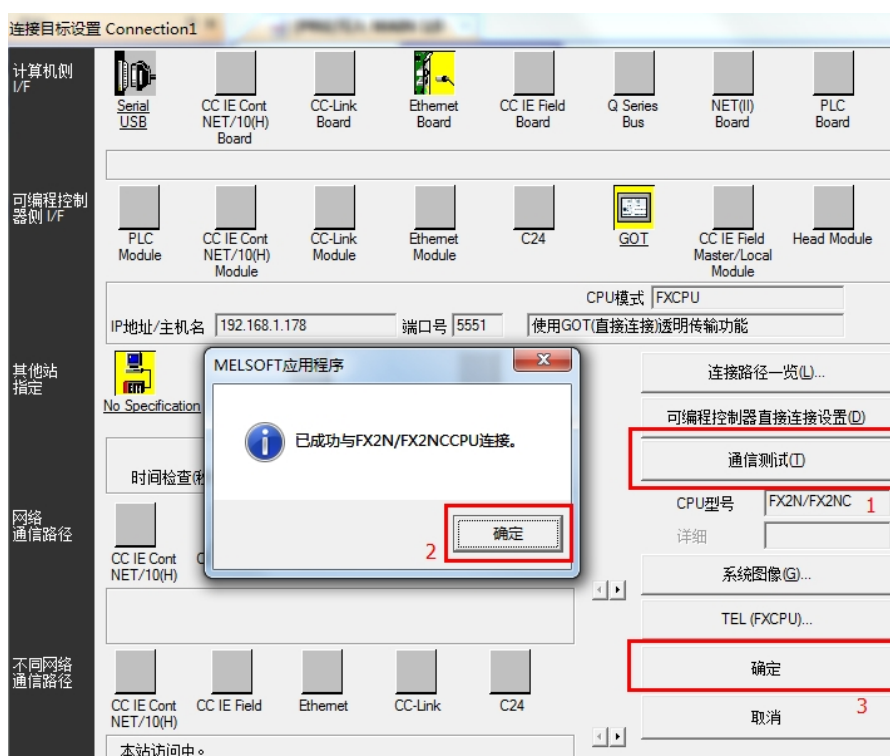 连接目标设置 Connection1
计算机侧
I/F
Serial
USB
CC IE Cont
NET/10(H)
Board
CC-Link
Board
Ethernet
Board
CC IE Field
Board
Q Series
Bus
NET(II)
Board
PLC
Board
可编程控制
器侧 I/F
PLC
Module
CC IE Cont
NET/10(H)
Module
CC-Link
Module
Ethernet
Module
C24
GOT
CC IE Field
Master/Local
Module
Head Module
CPU模式 FXCPU
IP地址/主机名 192.168.1.178 端口号 5551 使用GOT(直接连接)透明传输功能
其他站
指定
No Specification
时间检查(秒
MELSOFT应用程序
已成功与FX2N/FX2NCCPU连接。
确定
2
连接路径一览(L)...
可编程控制器直接连接设置(D)
通信测试(T)
CPU型号 FX2N/FX2NC 1
详细
系统图像(G)...
TEL (FXCPU)...
确定
3
取消
网络
通信路径
CC IE Cont
NET/10(H)
不同网络
通信路径
CC IE Cont
NET/10(H)
CC IE Field
Ethernet
CC-Link
C24
本站访问中。